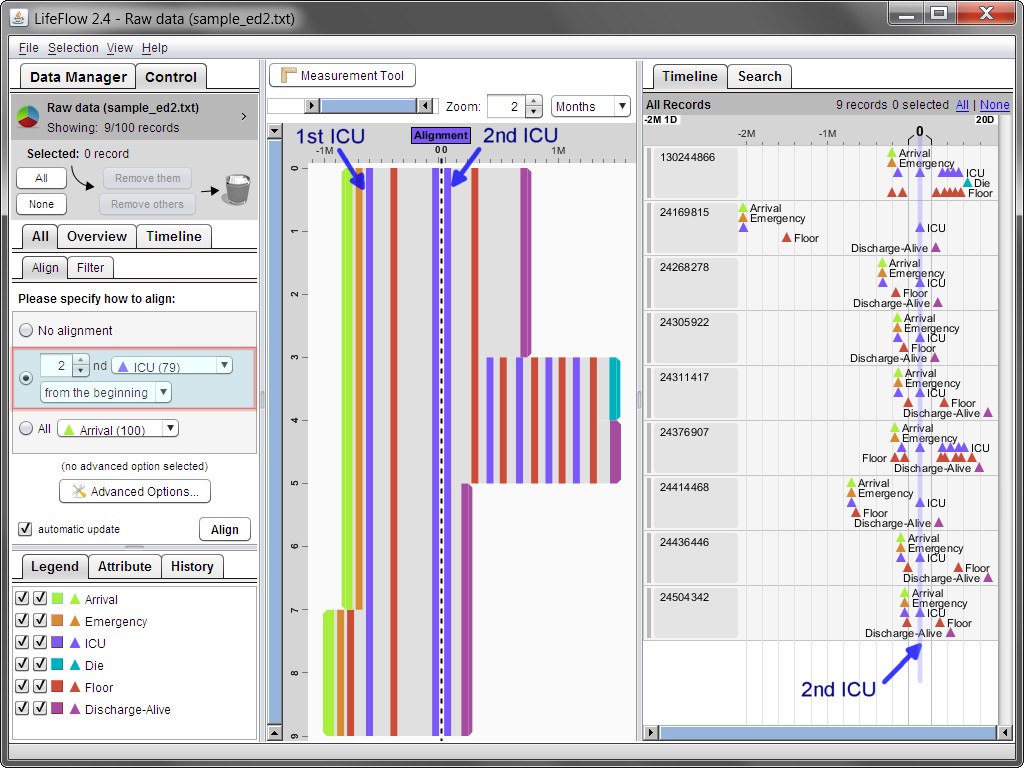 LifeFlow 2.4 - Raw data (sample_ed2.txt)
File Selection View Help
Data Manager Control
Raw data (sample_ed2.txt)
Showing: 9/100 records
>
Selected: 0 record
All
Remove them
None
Remove others
All Overview Timeline
Align Filter
Please specify how to align:
No alignment
2 nd ICU (79)
from the beginning
All Arrival (100)
(no advanced option selected)
Advanced Options...
automatic update Align
Legend Attribute History
Arrival
Emergency
ICU
Die
Floor
Discharge-Alive
Measurement Tool
Zoom: 2 Months
1st ICU Alignment 2nd ICU
-1M 0 0 1M
0
1
2
3
4
5
6
7
8
9
Timeline Search
All Records 9 records 0 selected All | None
-2M 1D 20D
-2M -1M 0
130244866
Arrival
Emergency
ICU
Die
Floor
24169815
Arrival
Emergency
ICU
Floor
Discharge-Alive
24268278
Arrival
Emergency
ICU
Floor
Discharge-Alive
24305922
Arrival
Emergency
ICU
Floor
Discharge-Alive
24311417
Arrival
Emergency
ICU
Floor
Discharge-Alive
24376907
Arrival
Emergency
ICU
Floor
Discharge-Alive
24414468
Arrival
Emergency
ICU
Floor
Discharge-Alive
24436446
Arrival
Emergency
ICU
Floor
Discharge-Alive
24504342
Arrival
Emergency
ICU
Floor
Discharge-Alive
2nd ICU